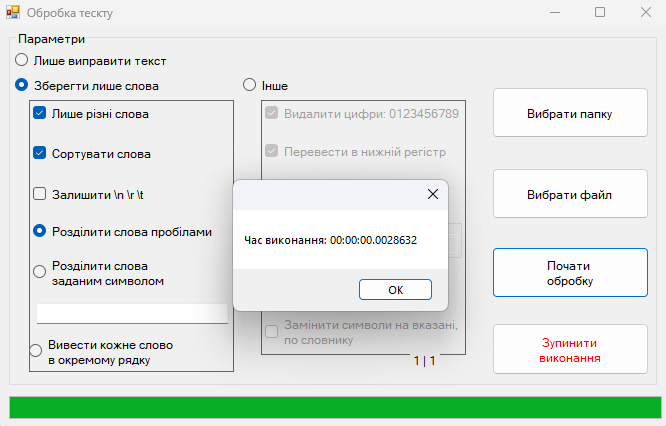 Обробка тескту
Параметри
Лише виправити текст
Зберегти лише слова
Інше
Лише різні слова
Видалити цифри: 0123456789
Сортувати слова
Перевести в нижній регістр
Залишити \n \r \t
Розділити слова пробілами
Розділити слова
заданим символом
Вивести кожне слово
в окремого рядку
Замінити символи на вказані,
по словнику
1 | 1
Час виконання: 00:00:00.0028632
OK
Вибрати папку
Вибрати файл
Почати
обробку
Зупинити
виконання